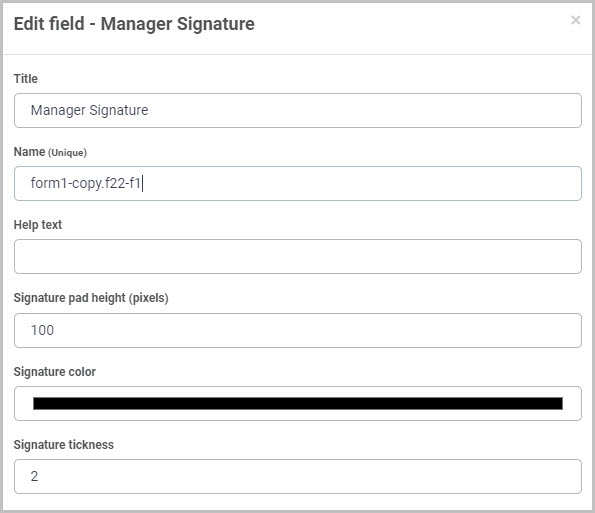 Edit field - Manager Signature ×
Title
Manager Signature
Name (Unique)
form1-copy.f22-f1
Help text
Signature pad height (pixels)
100
Signature color
Signature tickness
2